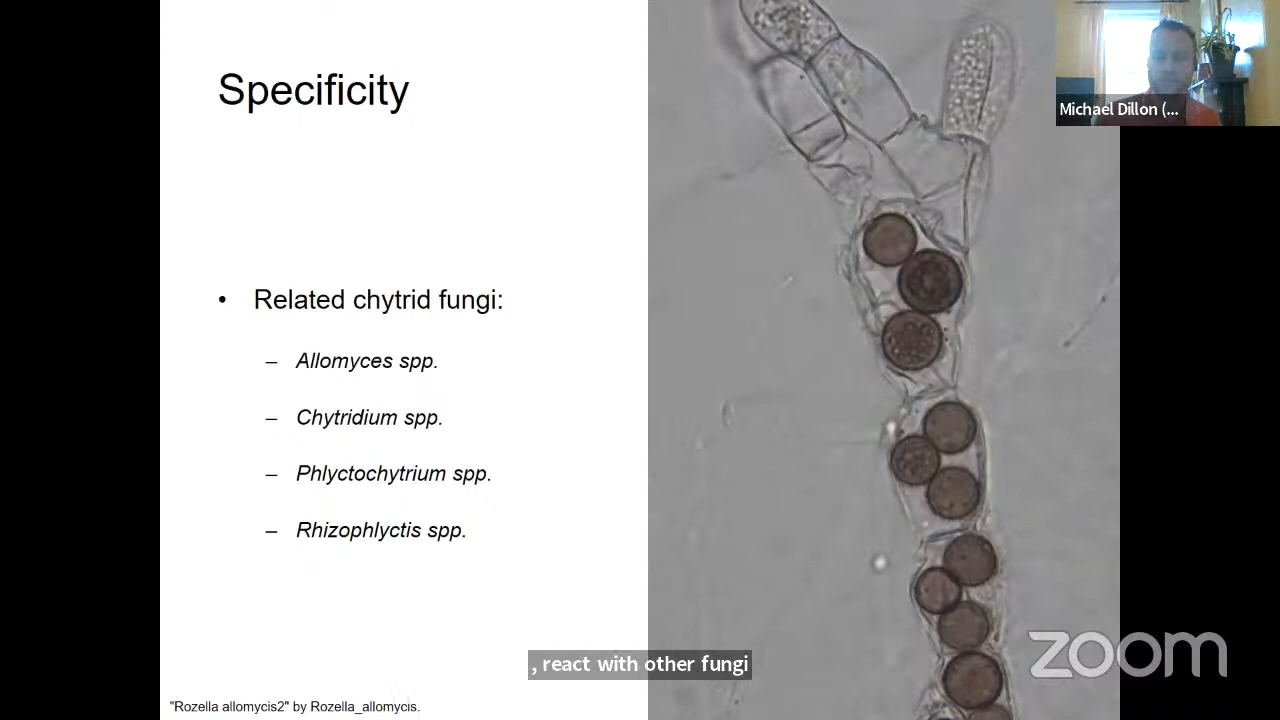 Specificity
Michael Dillon (...
• Related chytrid fungi:
– Allomyces spp.
– Chytridium spp.
– Phlyctochytrium spp.
– Rhizophlyctis spp.
, react with other fungi
zoom
"Rozella allomycis2" by Rozella_allomycis.